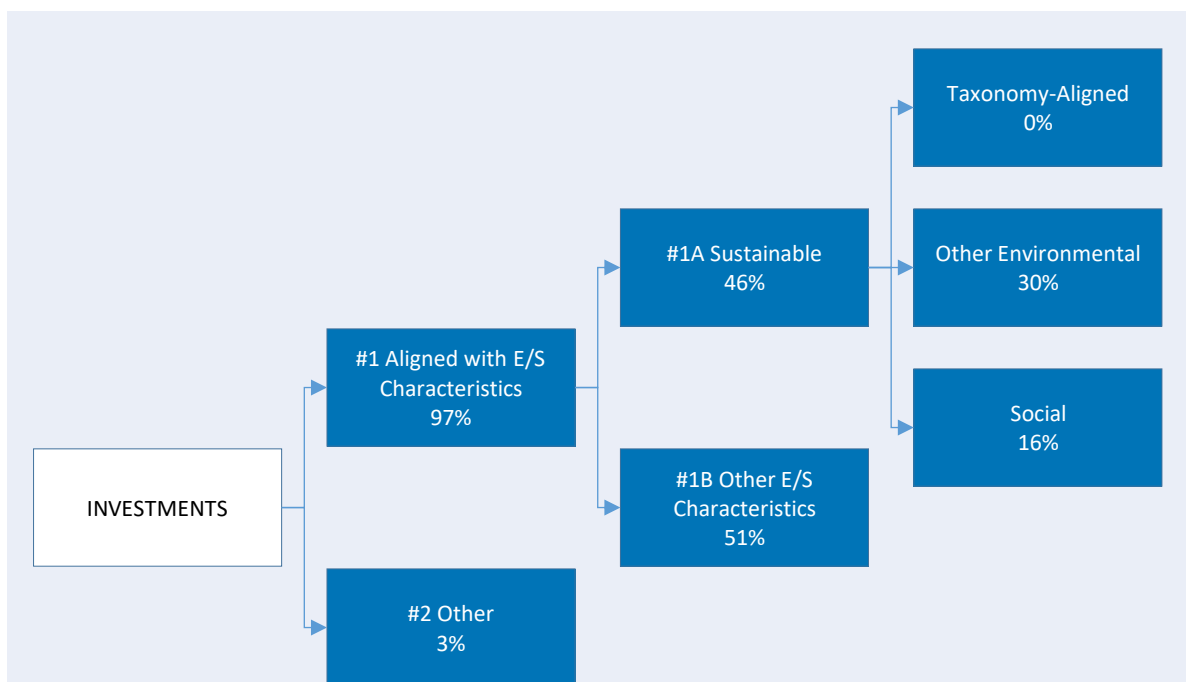 INVESTMENTS
#1 Aligned with E/S
Characteristics
97%
#2 Other
3%
#1A Sustainable
46%
#1B Other E/S
Characteristics
51%
Taxonomy-Aligned
0%
Other Environmental
30%
Social
16%